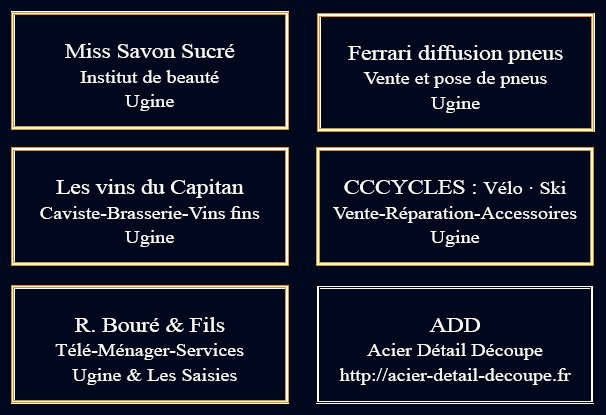 Miss Savon Sucré
Institut de beauté
Ugine
Ferrari diffusion pneus
Vente et pose de pneus
Ugine
Les vins du Capitan
Caviste-Brasserie-Vins fins
Ugine
CCCYCLES : Vélo · Ski
Vente-Réparation-Accessoires
Ugine
R. Bouré & Fils
Télé-Ménager-Services
Ugine & Les Saisies
ADD
Acier Détail Découpe
http://acier-detail-decoupe.fr